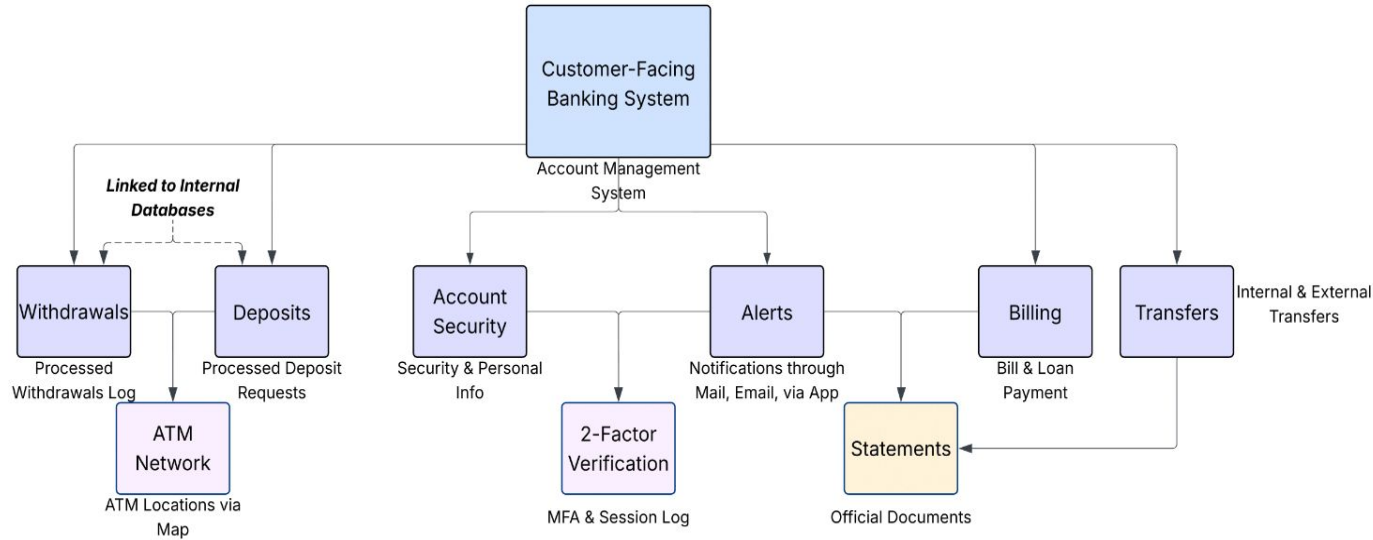 Customer-Facing
Banking System
Account Management
System
Linked to Internal
Databases
Withdrawals
Processed
Withdrawals Log
Deposits
Processed Deposit
Requests
Account
Security
Security & Personal
Info
Alerts
Notifications through
Mail, Email, via App
Billing
Bill & Loan
Payment
Transfers
Internal & External
Transfers
ATM
Network
ATM Locations via
Map
2-Factor
Verification
MFA & Session Log
Statements
Official Documents